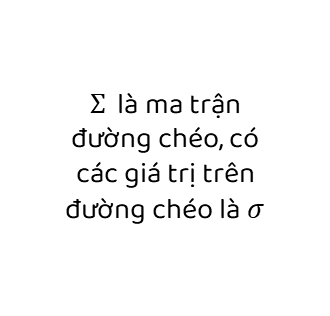 Σ là ma trận
đường chéo, có
các giá trị trên
đường chéo là σ